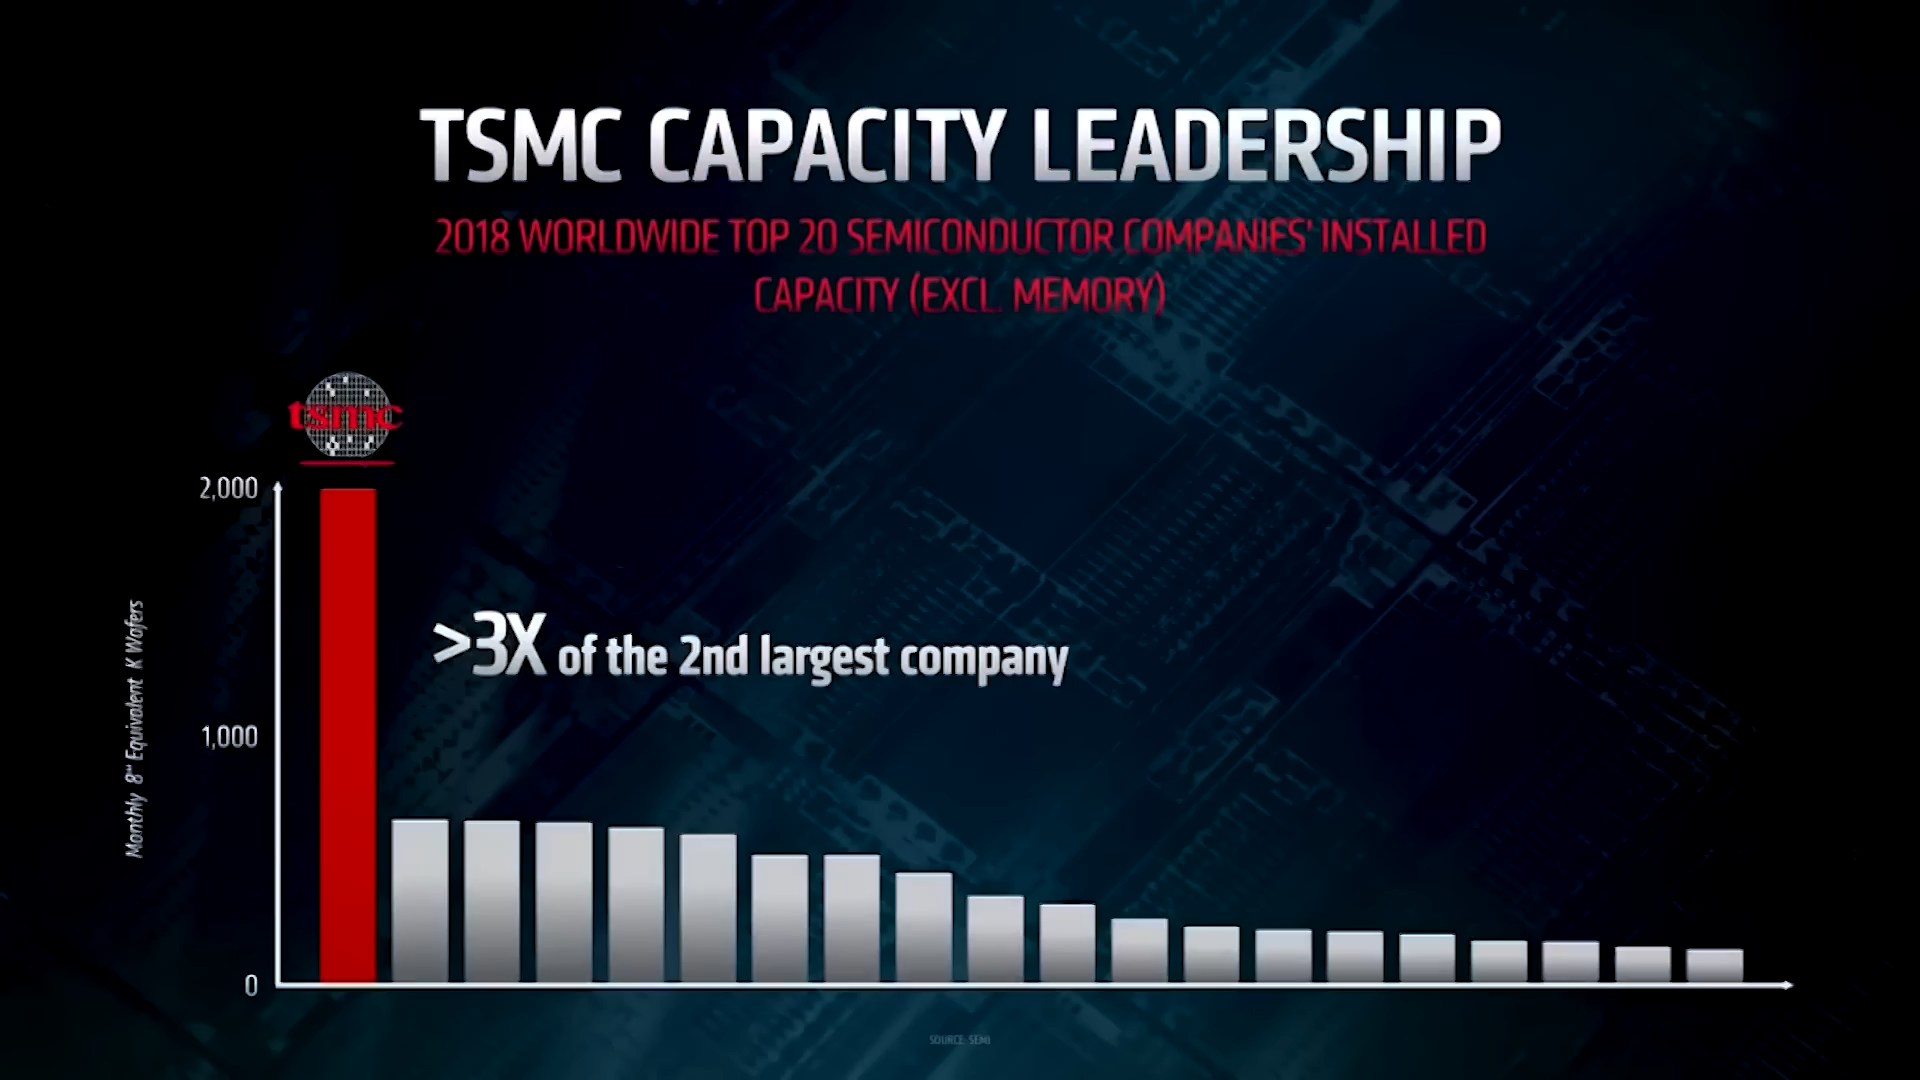 TSMC CAPACITY LEADERSHIP
2018 WORLDWIDE TOP 20 SEMICONDUCTOR COMPANIES' INSTALLED
CAPACITY (EXCL. MEMORY)
tsmc
2,000
>3X of the 2nd largest company
1,000
Monthly 8" Equivalent K Wafers
0
SOURCE: SEMI